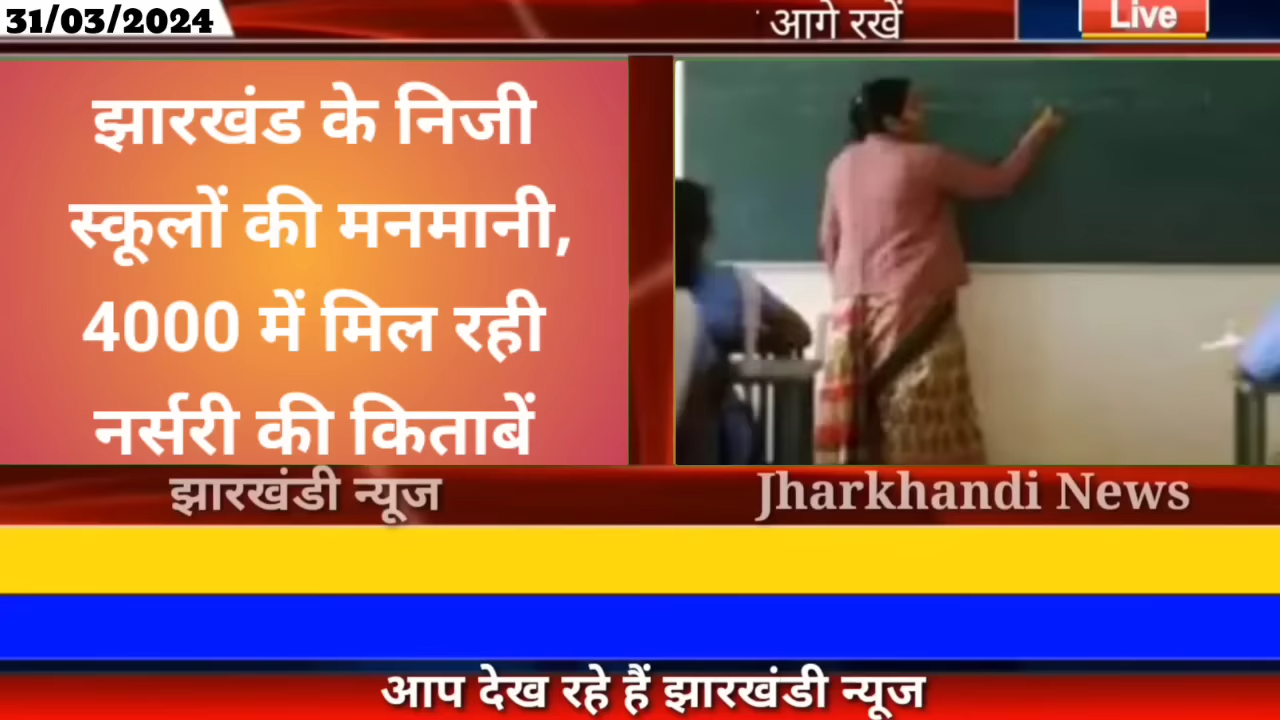 31/03/2024
आगे रखें
Live
झारखंड के निजी
स्कूलों की मनमानी,
4000 में मिल रही
नर्सरी की किताबें
झारखंडी न्यूज
Jharkhandi News
आप देख रहे हैं झारखंडी न्यूज